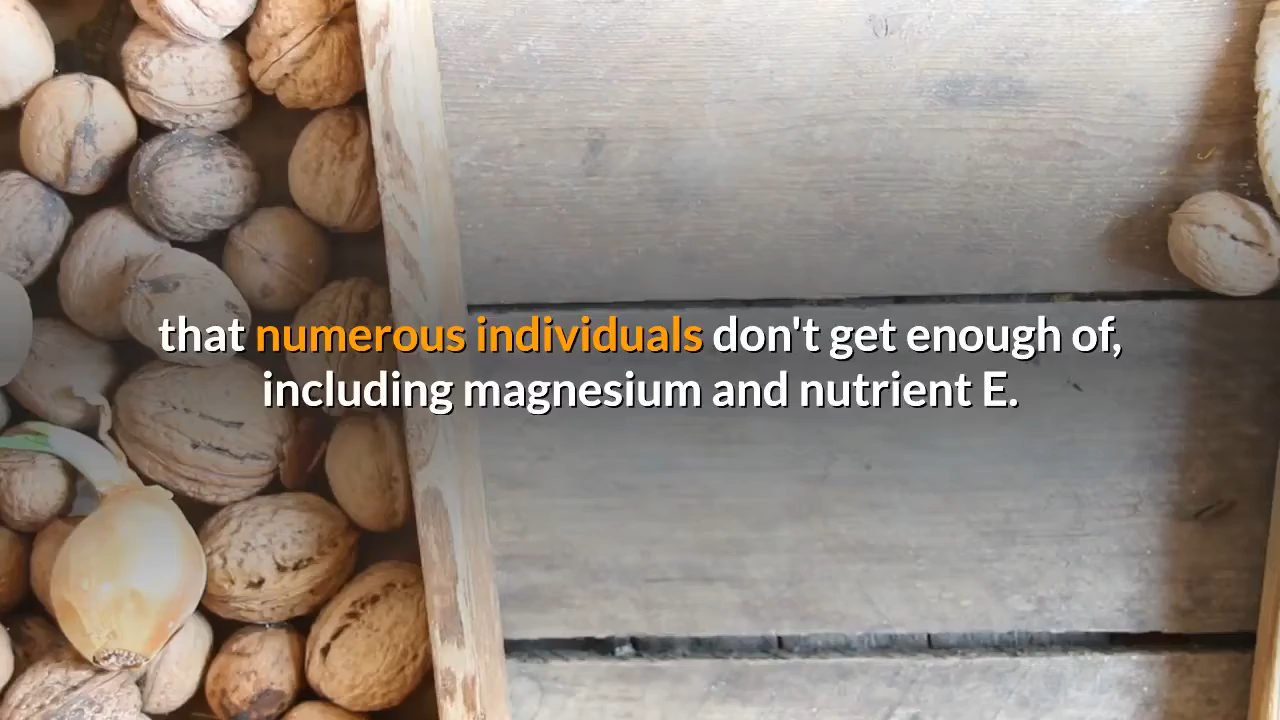 that numerous individuals don't get enough of,
including magnesium and nutrient E.